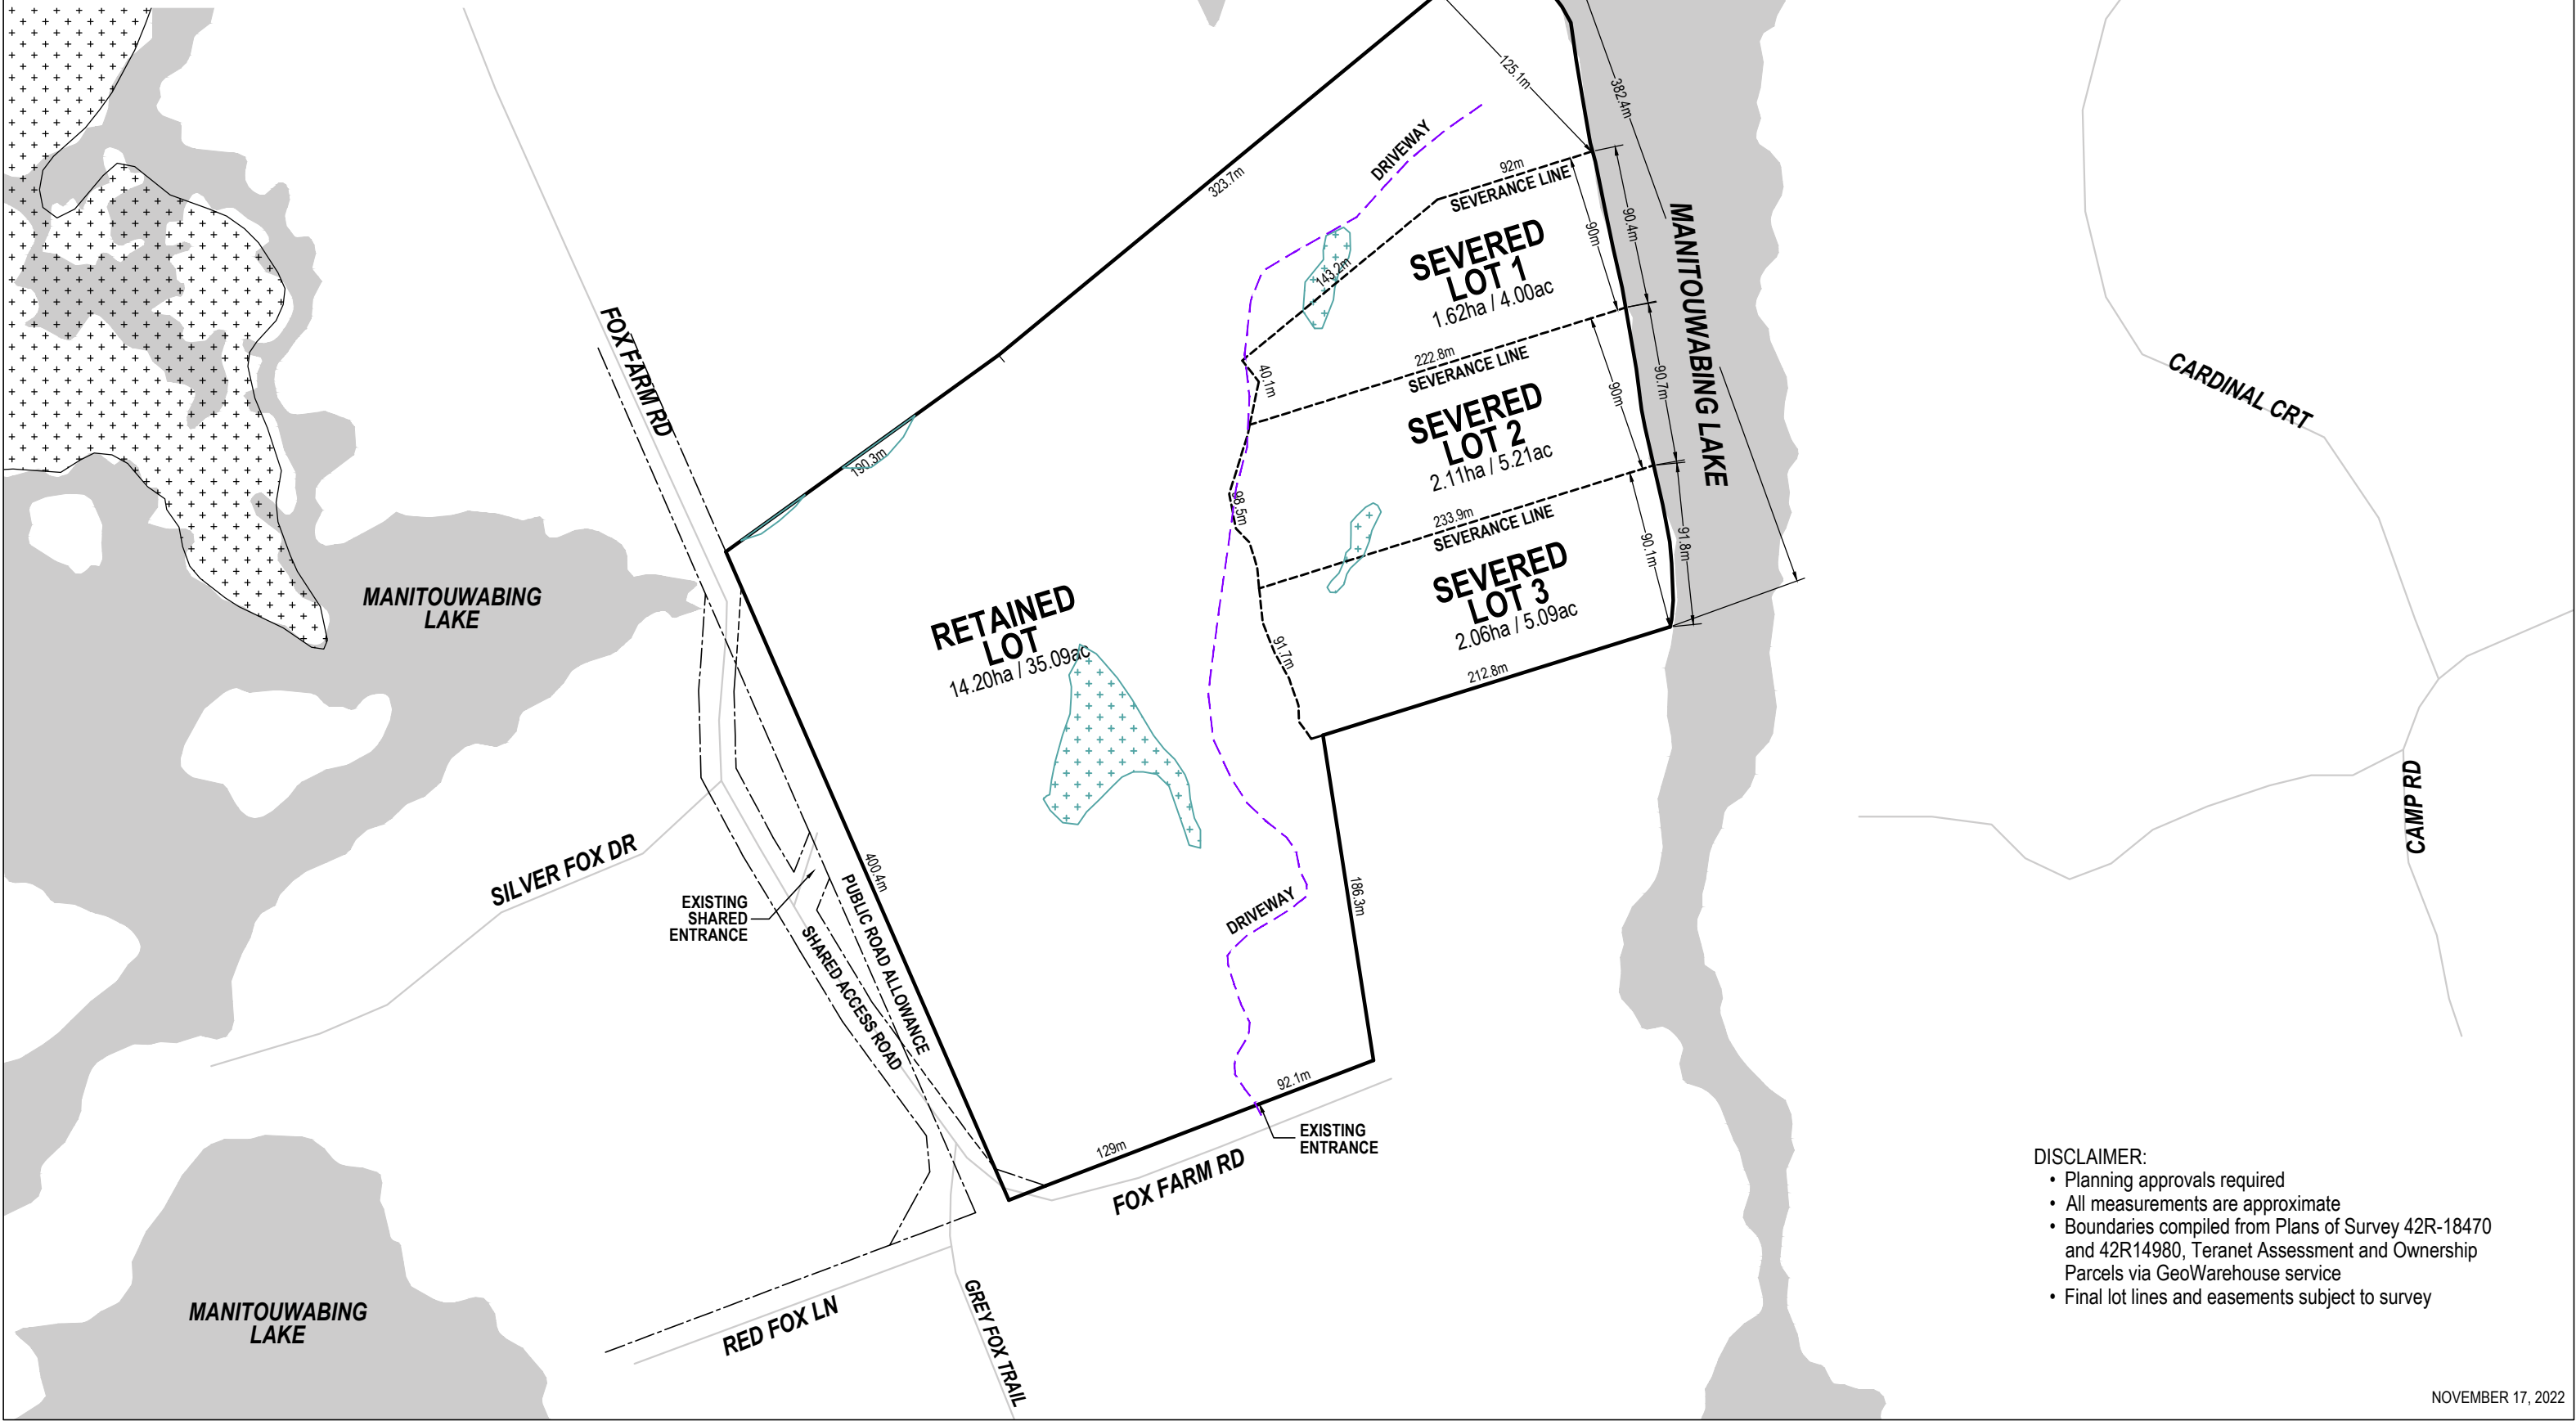 125.1m
382.4m
DRIVEWAY
323.7m
92m
SEVERANCE LINE
SEVERED
LOT 1
1.62ha / 4.00ac
90m
90.4m
143.2m
MANITOUWABING LAKE
FOX FARM RD
40.1m
222.8m
SEVERANCE LINE
SEVERED
LOT 2
2.11ha / 5.21ac
90m
90.7m
CARDINAL CRT
190.3m
98.5m
233.9m
SEVERANCE LINE
SEVERED
LOT 3
2.06ha / 5.09ac
90.1m
91.8m
MANITOUWABING
LAKE
RETAINED
LOT
14.20ha / 35.09ac
91.7m
212.8m
CAMP RD
SILVER FOX DR
400.4m
EXISTING
SHARED
ENTRANCE
PUBLIC ROAD ALLOWANCE
SHARED ACCESS ROAD
DRIVEWAY
186.3m
92.1m
129m
EXISTING
ENTRANCE
FOX FARM RD
RED FOX LN
GREY FOX TRAIL
MANITOUWABING
LAKE
DISCLAIMER:
• Planning approvals required
• All measurements are approximate
• Boundaries compiled from Plans of Survey 42R-18470
and 42R14980, Teranet Assessment and Ownership
Parcels via GeoWarehouse service
• Final lot lines and easements subject to survey
NOVEMBER 17, 2022